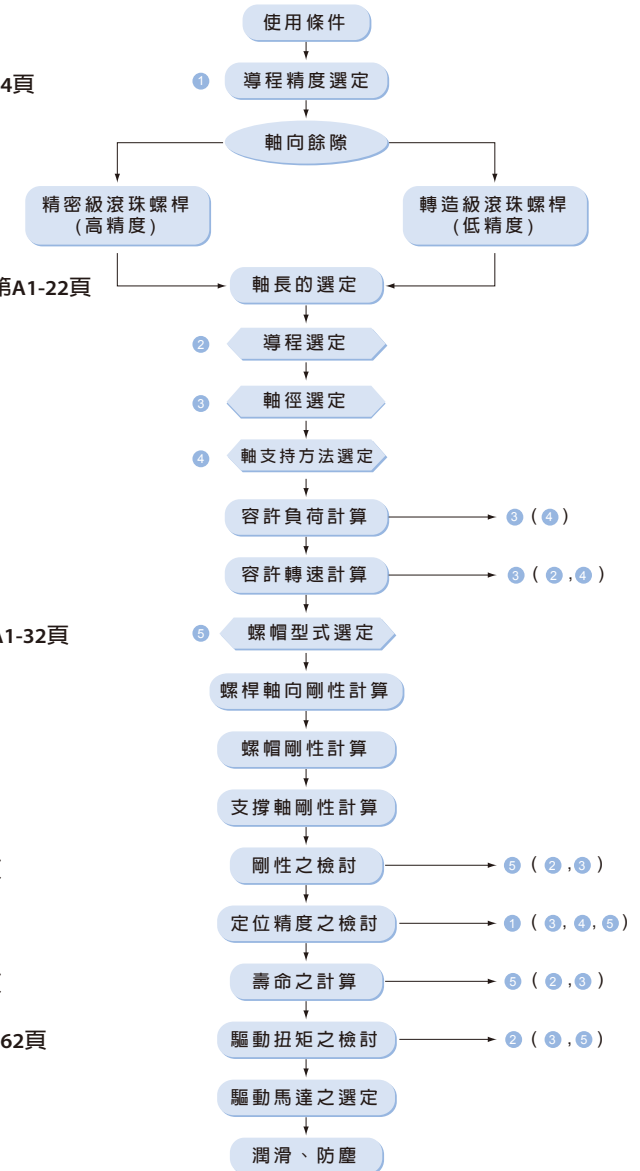 使用條件
4頁
1 導程精度選定
軸向餘隙
精密級滾珠螺桿
(高精度)
轉造級滾珠螺桿
(低精度)
第A1-22頁
軸長的選定
2 導程選定
3 軸徑選定
4 軸支持方法選定
容許負荷計算 3 ( 4 )
容許轉速計算 3 ( 2 ,4 )
A1-32頁
5 螺帽型式選定
螺桿軸向剛性計算
螺帽剛性計算
支撐軸剛性計算
剛性之檢討 5 ( 2 ,3 )
定位精度之檢討 1 ( 3, 4, 5 )
壽命之計算 5 ( 2 ,3 )
62頁
驅動扭矩之檢討 2 ( 3 ,5 )
驅動馬達之選定
潤滑、防塵